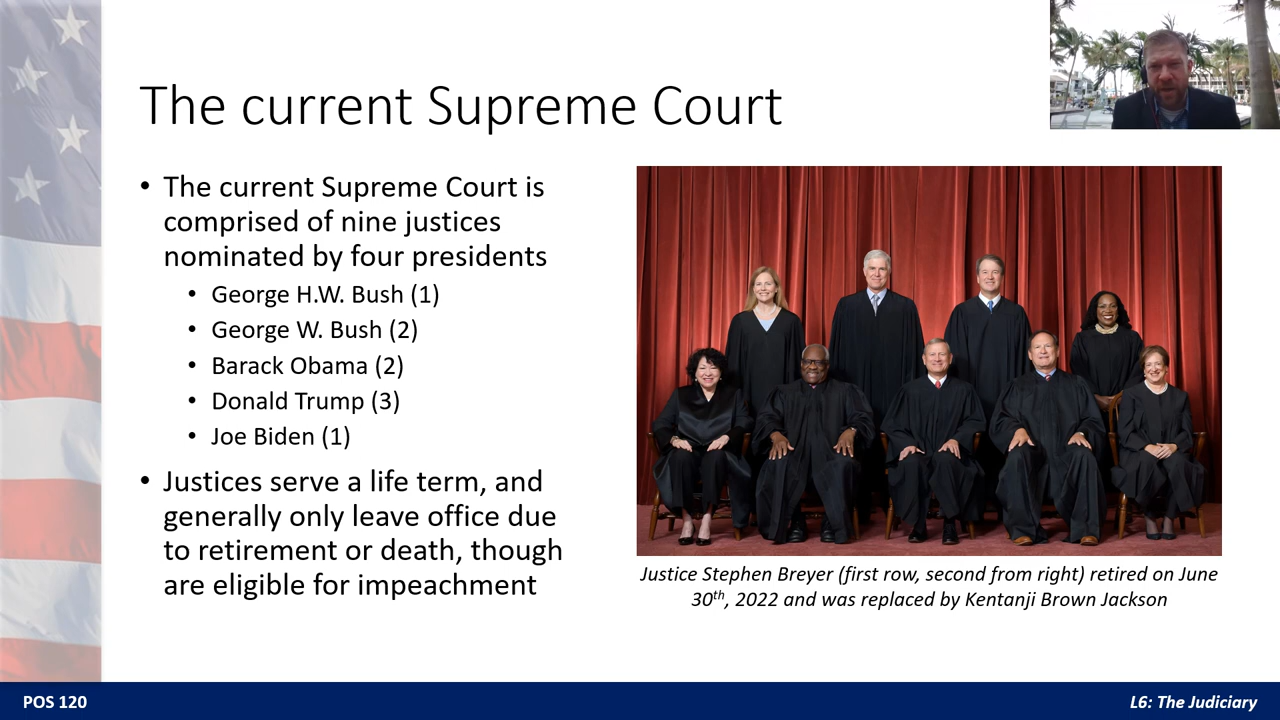 The current Supreme Court
• The current Supreme Court is
comprised of nine justices
nominated by four presidents
• George H.W. Bush (1)
• George W. Bush (2)
• Barack Obama (2)
• Donald Trump (3)
• Joe Biden (1)
• Justices serve a life term, and
generally only leave office due
to retirement or death, though
are eligible for impeachment
Justice Stephen Breyer (first row, second from right) retired on June
30th, 2022 and was replaced by Kentanji Brown Jackson
POS 120
L6: The Judiciary